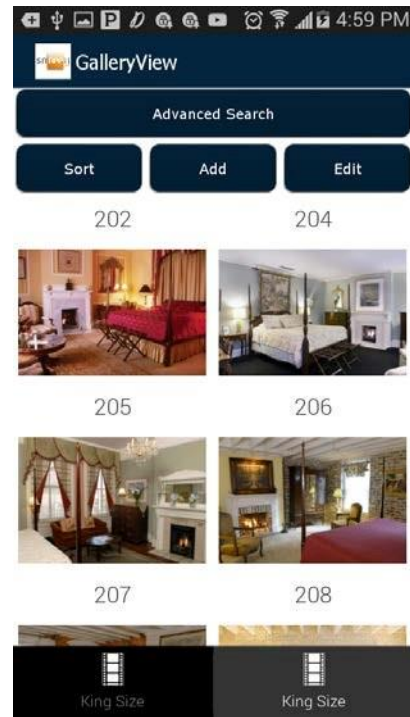 4:59 PM
GalleryView
Advanced Search
Sort Add Edit
202 204
205 206
207 208
King Size King Size